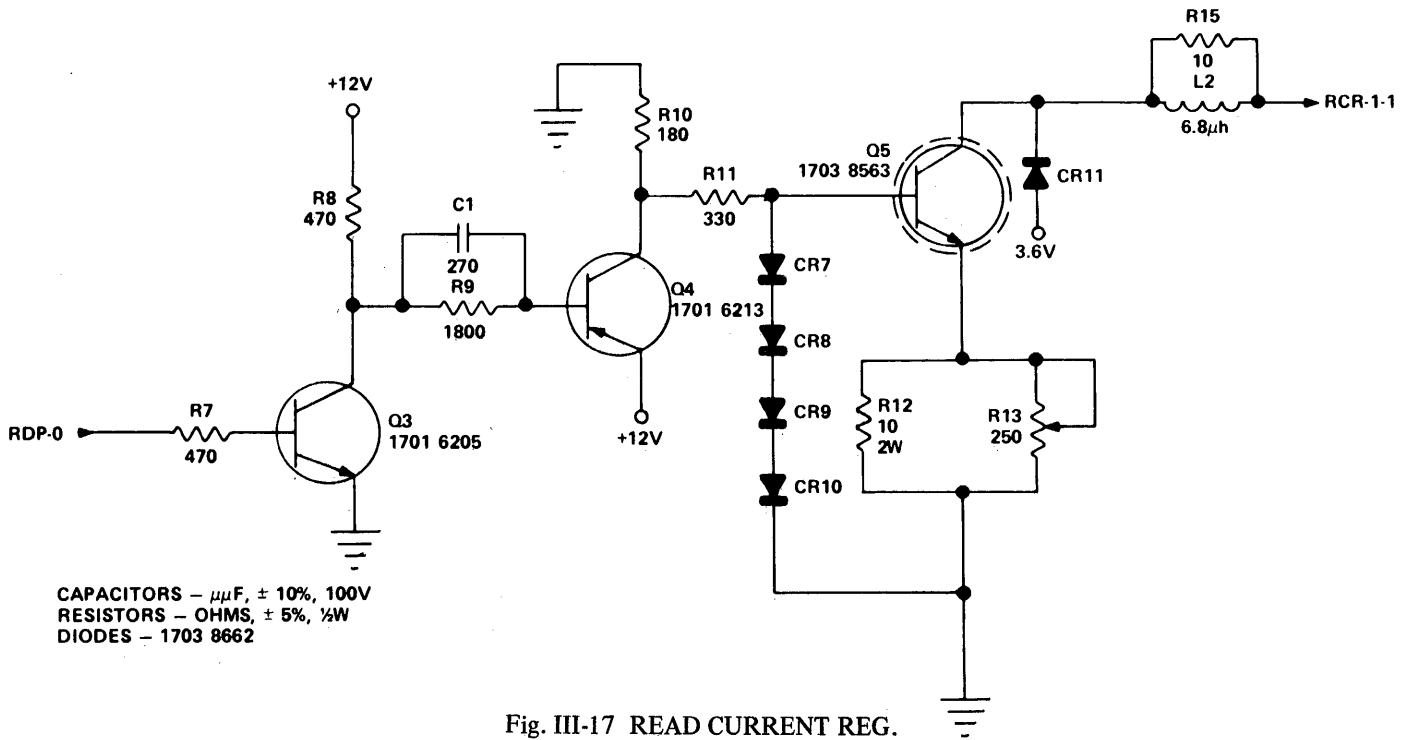 R15
10
L2
6.8μh
RCR-1-1
+12V
R10
180
Q5
1703 8563
CR11
3.6V
R8
470
C1
270
R9
1800
R11
330
Q4
1701 6213
CR7
CR8
CR9
CR10
+12V
R12
10
2W
R13
250
RDP-0
R7
470
Q3
1701 6205
CAPACITORS – μμF, ± 10%, 100V
RESISTORS – OHMS, ± 5%, ½W
DIODES – 1703 8662
Fig. III-17 READ CURRENT REG.